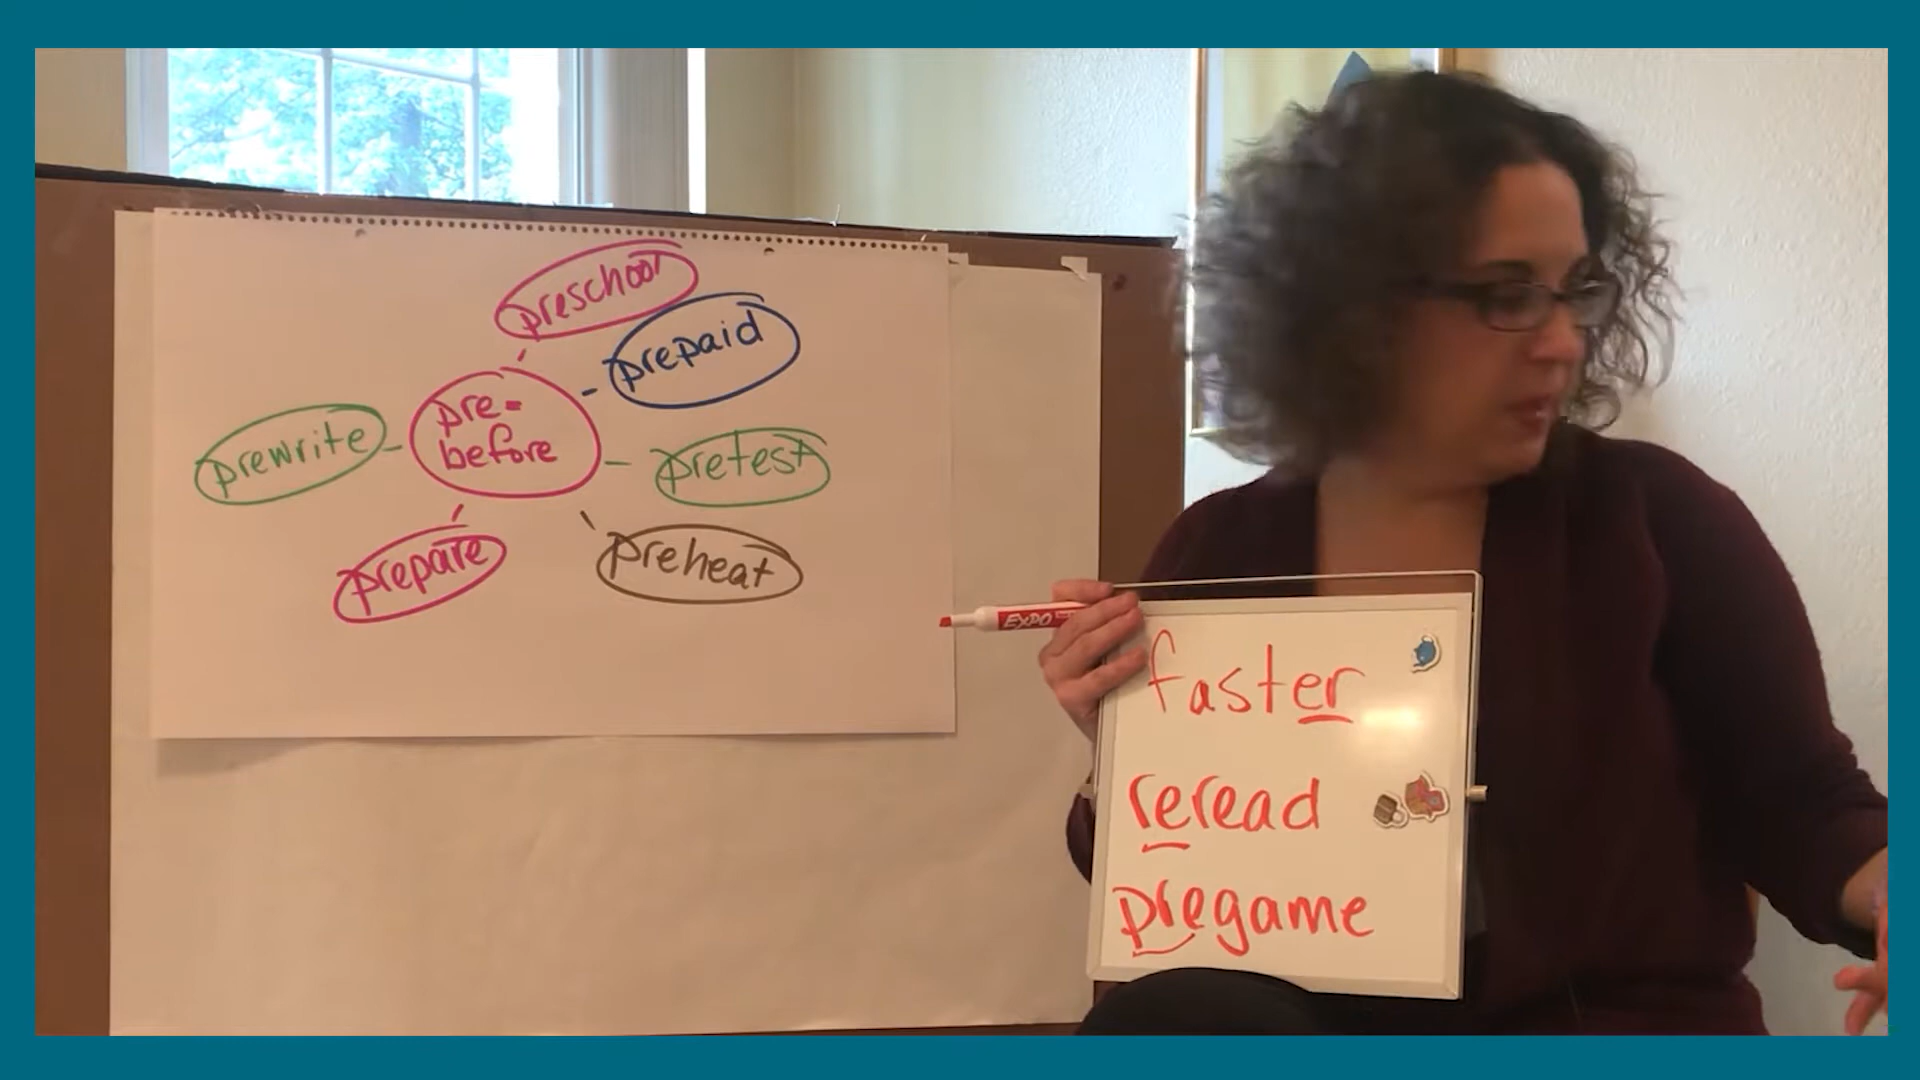 preschool
prepaid
pre-
before
prewrite
pretest
prepare
preheat
EXPO
faster
reread
pregame